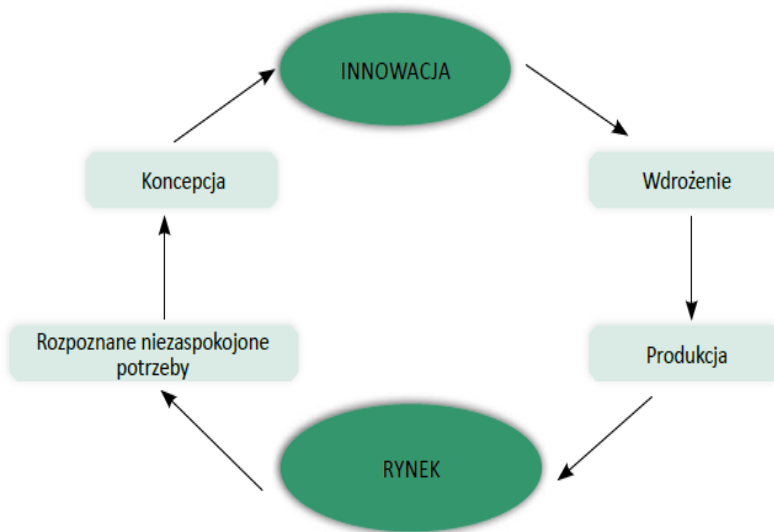 INNOWACJA
Koncepcja
Wdrożenie
Rozpoznane niezaspokojone
potrzeby
Produkcja
RYNEK